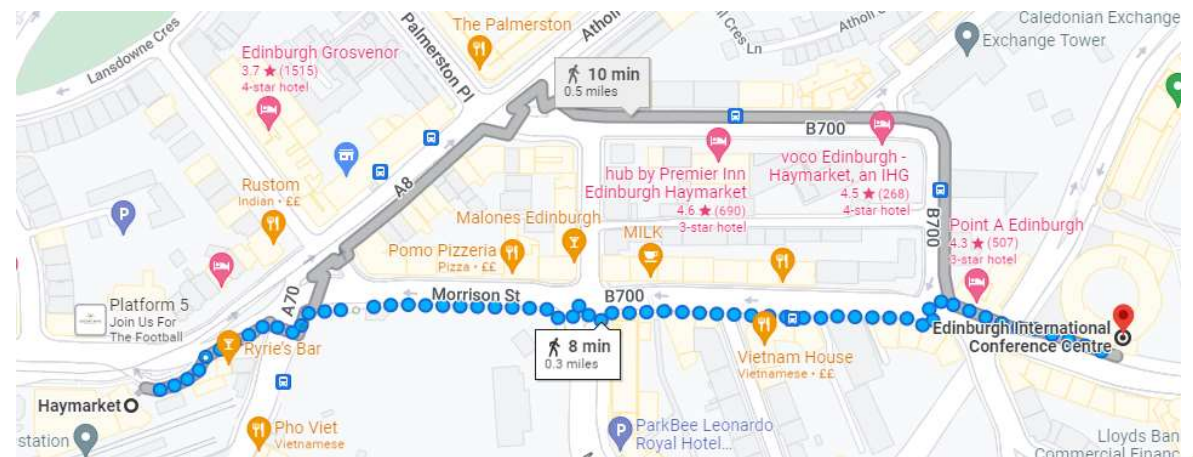 The Palmerston
Palmerston Pl
Atholl
Atholl C
Cres Ln
Caledonian Exchange
Exchange Tower
Lansdowne Cres
Edinburgh Grosvenor
3.7 ★ (1515)
4-star hotel
10 min
0.5 miles
B700
A8
Rustom
Indian • ££
P
hub by Premier Inn
Edinburgh Haymarket
4.6 ★ (690)
3-star hotel
voco Edinburgh -
Haymarket, an IHG
4.5 ★ (268)
4-star hotel
B700
Malones Edinburgh
Pomo Pizzeria
Pizza • ££
MILK
Point A Edinburgh
4.3 ★ (507)
3-star hotel
Platform 5
Join Us For
The Football
A70
Morrison St
B700
Ryrie's Bar
8 min
0.3 miles
Vietnam House
Vietnamese • ££
Edinburgh International
Conference Centre
Haymarket
station
Pho Viet
Vietnamese
P
ParkBee Leonardo
Royal Hotel...
Lloyds Ban
Commercial Financ